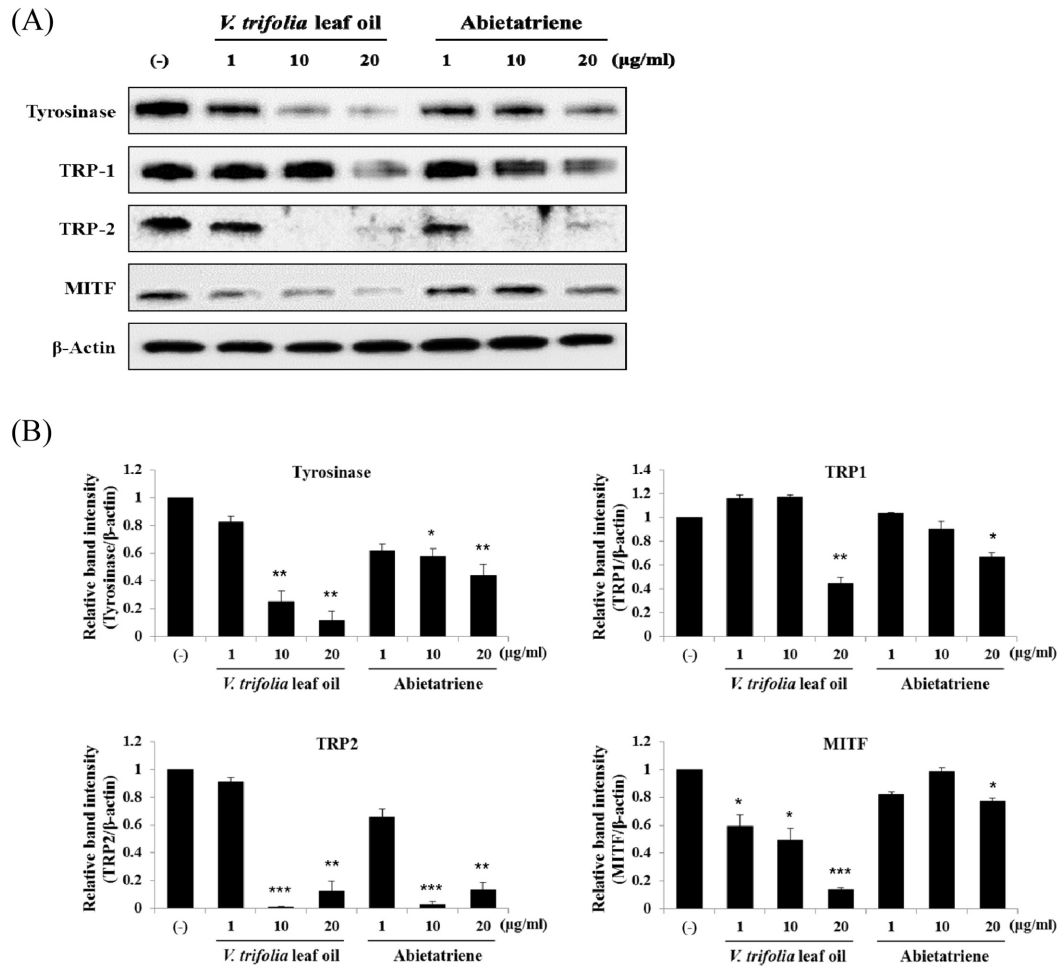 (A)
V. trifolia leaf oil Abietatriene
(-) 1 10 20 1 10 20 (µg/ml)
Tyrosinase
TRP-1
TRP-2
MITF
β-Actin
(B)
Tyrosinase
Relative band intensity
(Tyrosinase/β-actin)
1.2
1
0.8
0.6
0.4
0.2
0
** ** * **
(-) 1 10 20 1 10 20 (µg/ml)
V. trifolia leaf oil Abietatriene
TRP1
Relative band intensity
(TRP1/β-actin)
1.4
1.2
1
0.8
0.6
0.4
0.2
0
** *
(-) 1 10 20 1 10 20 (µg/ml)
V. trifolia leaf oil Abietatriene
TRP2
Relative band intensity
(TRP2/β-actin)
1.2
1
0.8
0.6
0.4
0.2
0
*** ** *** **
(-) 1 10 20 1 10 20 (µg/ml)
V. trifolia leaf oil Abietatriene
MITF
Relative band intensity
(MITF/β-actin)
1.2
1
0.8
0.6
0.4
0.2
0
* * *** *
(-) 1 10 20 1 10 20 (µg/ml)
V. trifolia leaf oil Abietatriene